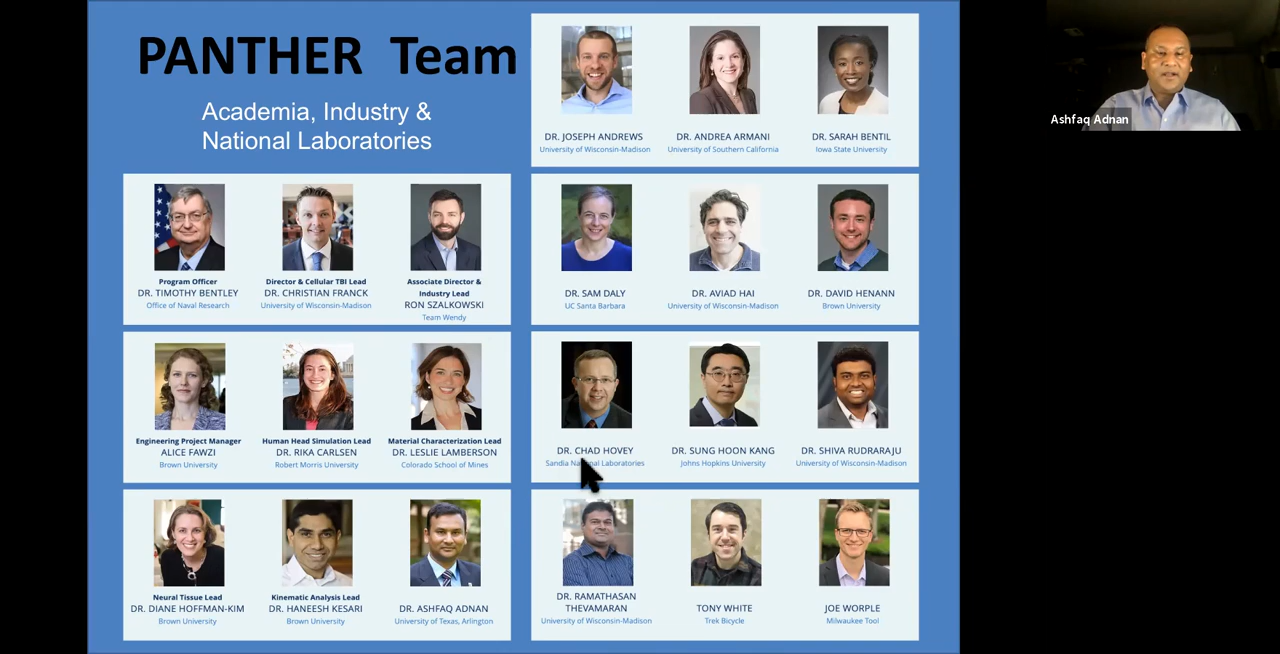 PANTHER Team
Academia, Industry &
National Laboratories
DR. JOSEPH ANDREWS
University of Wisconsin-Madison
DR. ANDREA ARMANI
University of Southern California
DR. SARAH BENTIL
Iowa State University
Program Officer
DR. TIMOTHY BENTLEY
Office of Naval Research
Director & Cellular TBI Lead
DR. CHRISTIAN FRANCK
University of Wisconsin-Madison
Associate Director &
Industry Lead
RON SZALKOWSKI
Team Wendy
DR. SAM DALY
UC Santa Barbara
DR. AVIAD HAI
University of Wisconsin-Madison
DR. DAVID HENANN
Brown University
Engineering Project Manager
ALICE FAWZI
Brown University
Human Head Simulation Lead
DR. RIKA CARLSEN
Robert Morris University
Material Characterization Lead
DR. LESLIE LAMBERSON
Colorado School of Mines
DR. CHAD HOVEY
Sandia National Laboratories
DR. SUNG HOON KANG
Johns Hopkins University
DR. SHIVA RUDRARAJU
University of Wisconsin-Madison
Neural Tissue Lead
DR. DIANE HOFFMAN-KIM
Brown University
Kinematic Analysis Lead
DR. HANEESH KESARI
Brown University
DR. ASHFAQ ADNAN
University of Texas, Arlington
DR. RAMATHASAN
THEVAMARAN
University of Wisconsin-Madison
TONY WHITE
Trek Bicycle
JOE WORPLE
Milwaukee Tool
Ashfaq Adnan